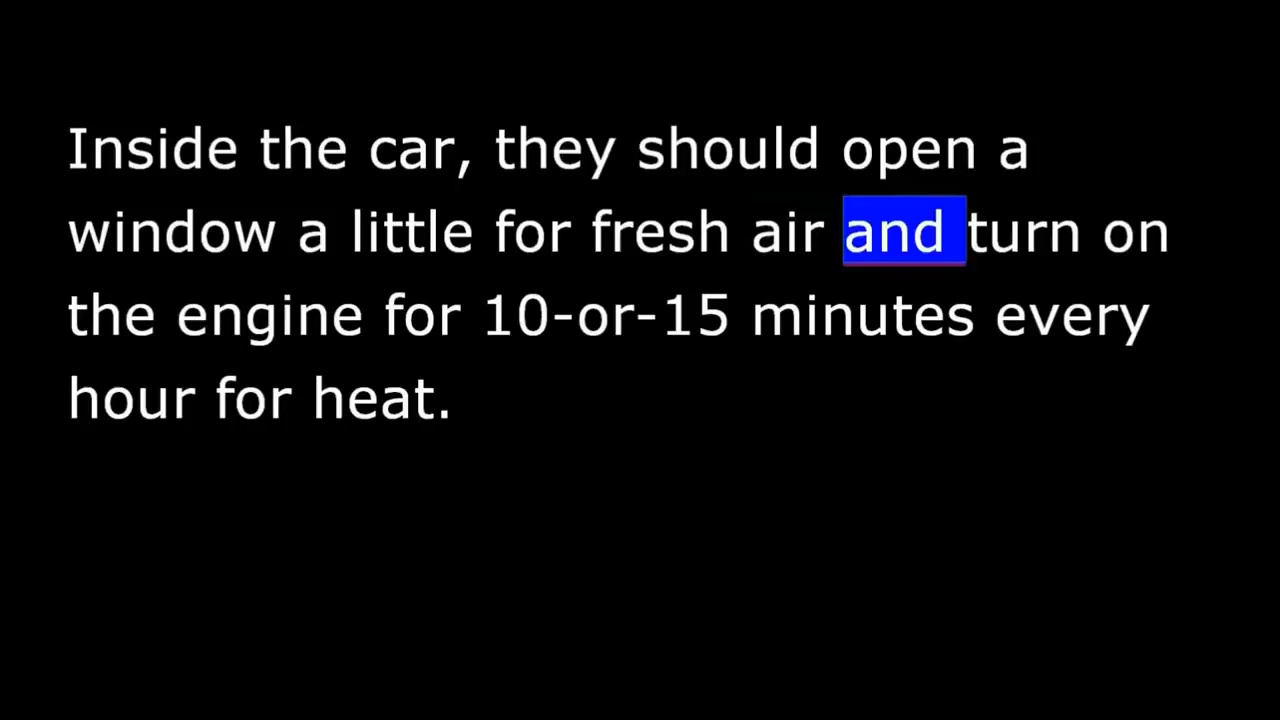 Inside the car, they should open a
window a little for fresh air and turn on
the engine for 10-or-15 minutes every
hour for heat.